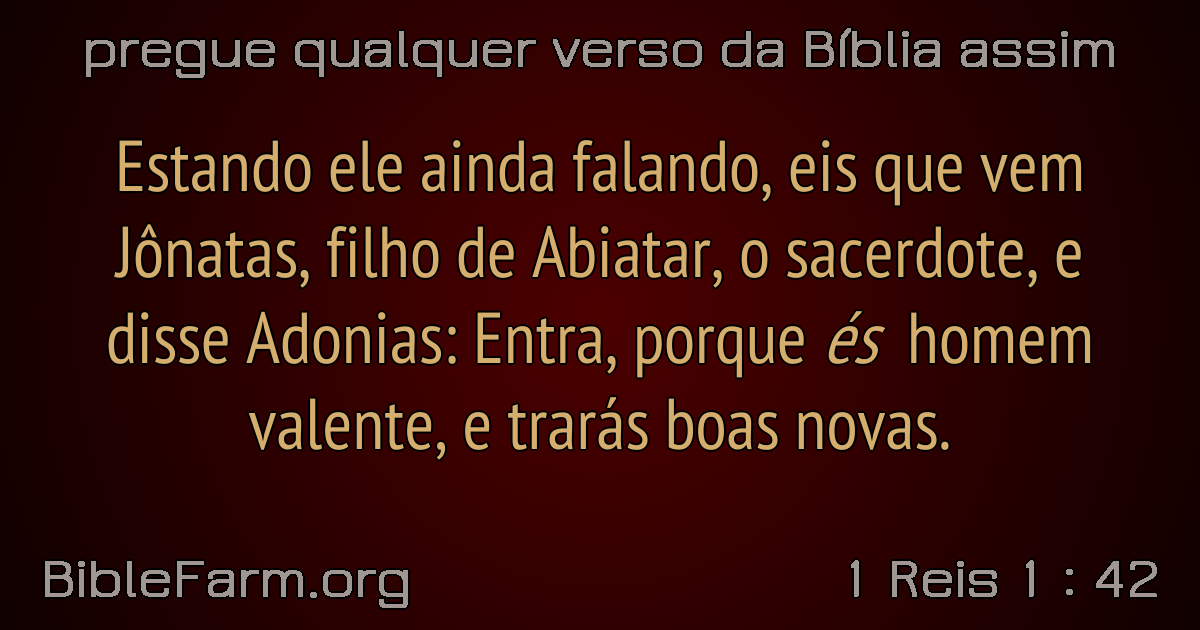 pregue qualquer verso da Bíblia assim
Estando ele ainda falando, eis que vem
Jônatas, filho de Abiatar, o sacerdote, e
disse Adonias: Entra, porque és homem
valente, e trarás boas novas.
BibleFarm.org
1 Reis 1 : 42